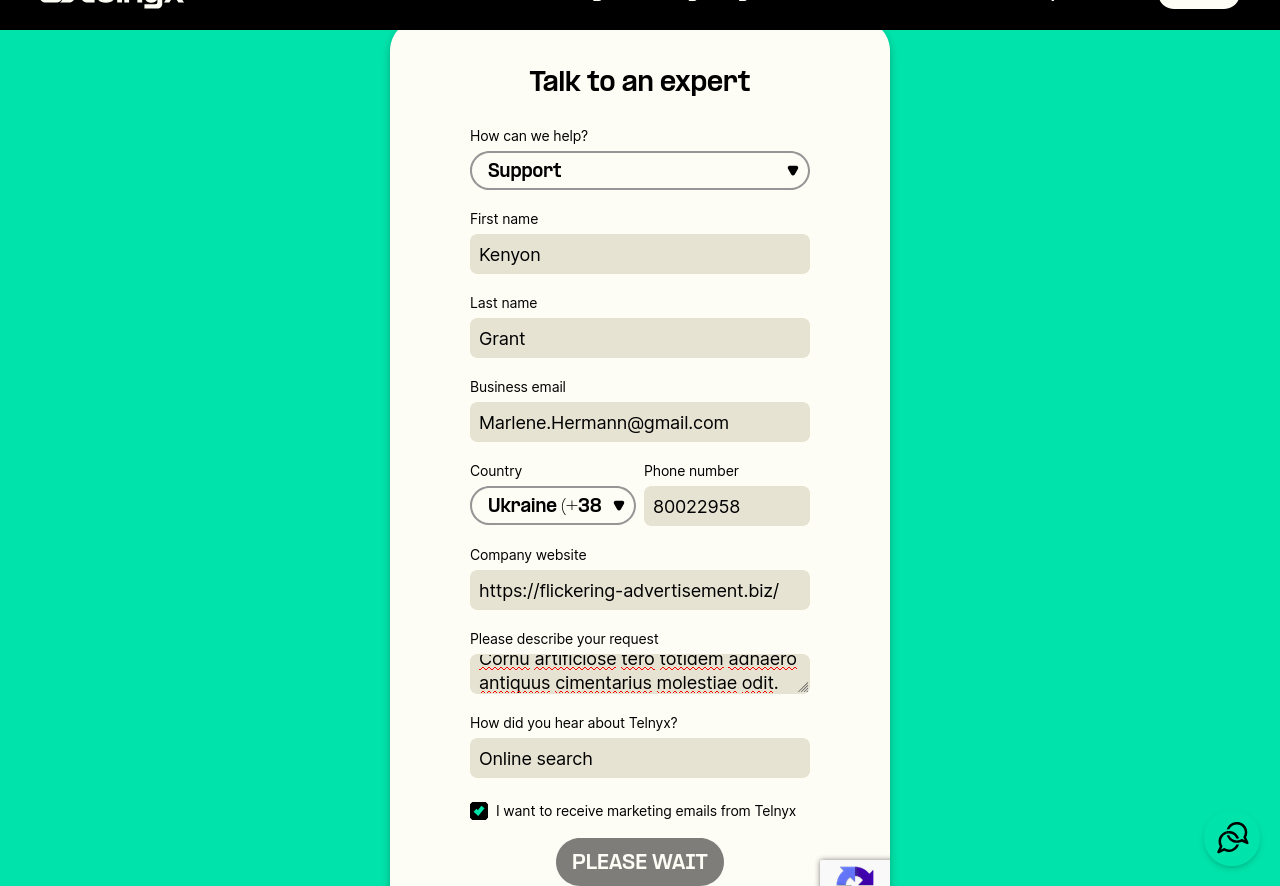 Talk to an expert
How can we help?
Support
First name
Kenyon
Last name
Grant
Business email
Marlene.Hermann@gmail.com
Country
Phone number
Ukraine (+38
80022958
Company website
https://flickering-advertisement.biz/
Please describe your request
Cornu artificiose tero totidem adhaero
antiquus cimentarius molestiae odit.
How did you hear about Telnyx?
Online search
I want to receive marketing emails from Telnyx
PLEASE WAIT